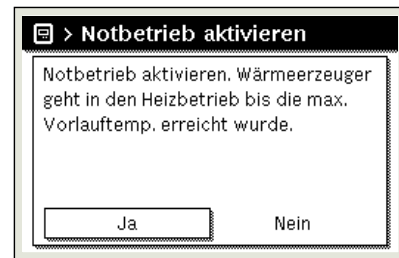 > Notbetrieb aktivieren
Notbetrieb aktivieren. Wärmeerzeuger
geht in den Heizbetrieb bis die max.
Vorlauftemp. erreicht wurde.
Ja Nein